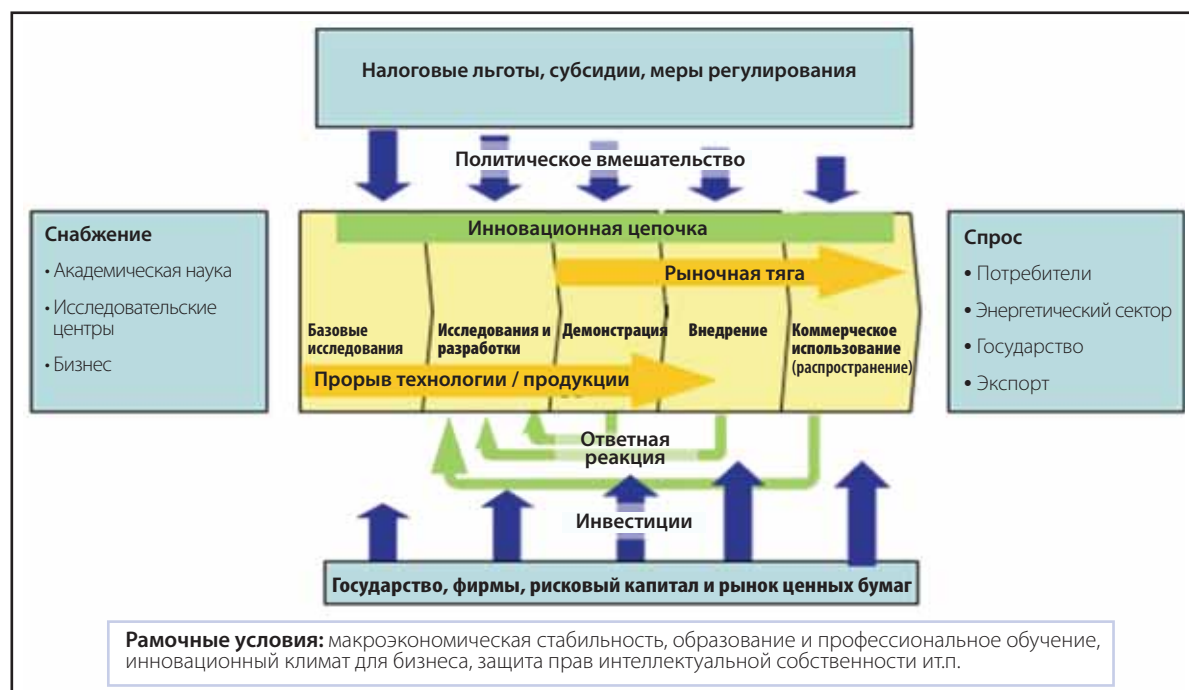 Налоговые льготы, субсидии, меры регулирования
Политическое вмешательство
Снабжение
• Академическая наука
• Исследовательские
центры
• Бизнес
Инновационная цепочка
Рыночная тяга
Базовые
исследования
Исследования и
разработки
Демонстрация
Внедрение
Коммерческое
использование
(распространение)
Прорыв технологии / продукции
Спрос
• Потребители
• Энергетический сектор
• Государство
• Экспорт
Ответная
реакция
Инвестиции
Государство, фирмы, рисковый капитал и рынок ценных бумаг
Рамочные условия: макроэкономическая стабильность, образование и профессиональное обучение,
инновационный климат для бизнеса, защита прав интеллектуальной собственности ит.п.